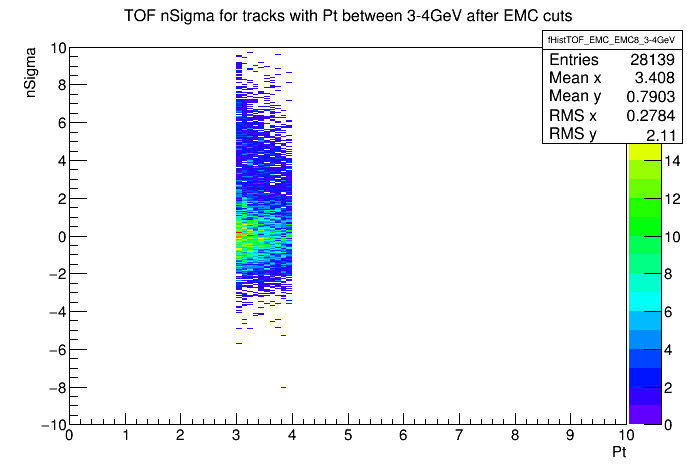 TOF nSigma for tracks with Pt between 3-4GeV after EMC cuts
fHistTOF_EMC_EMC8_3-4GeV
Entries 28139
Mean x 3.408
Mean y 0.7903
RMS x 0.2784
RMS y 2.11
nSigma
10
8
6
4
2
0
−2
−4
−6
−8
−10
0 1 2 3 4 5 6 7 8 9 10
Pt
14
12
10
8
6
4
2
0